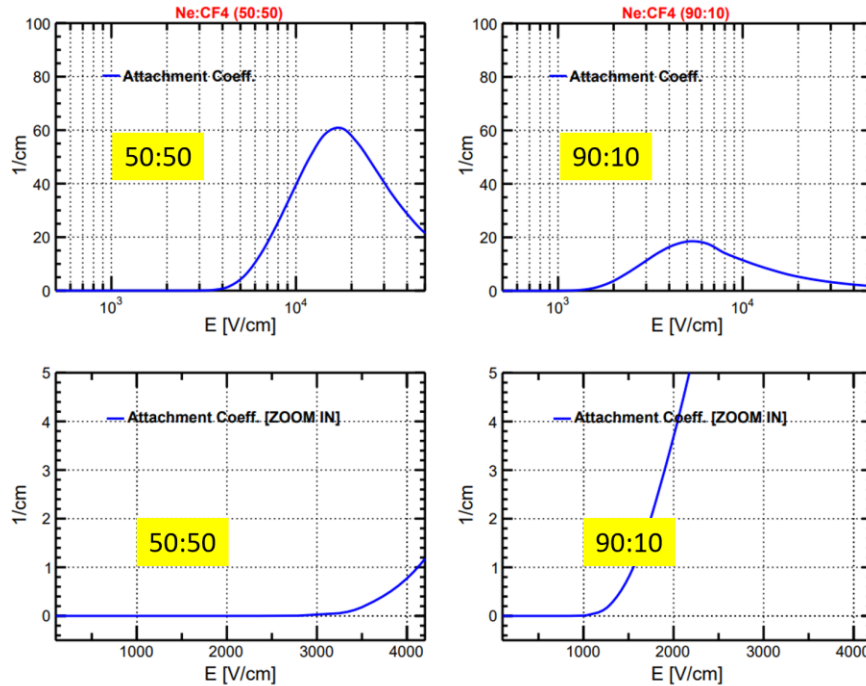 Ne:CF4 (50:50)
100
80
60
40
20
0
1/cm
Attachment Coeff.
50:50
10³
10⁴
E [V/cm]
Ne:CF4 (90:10)
100
80
60
40
20
0
1/cm
Attachment Coeff.
90:10
10³
10⁴
E [V/cm]
5
4
3
2
1
0
1/cm
Attachment Coeff. [ZOOM IN]
50:50
1000 2000 3000 4000
E [V/cm]
5
4
3
2
1
0
1/cm
Attachment Coeff. [ZOOM IN]
90:10
1000 2000 3000 4000
E [V/cm]